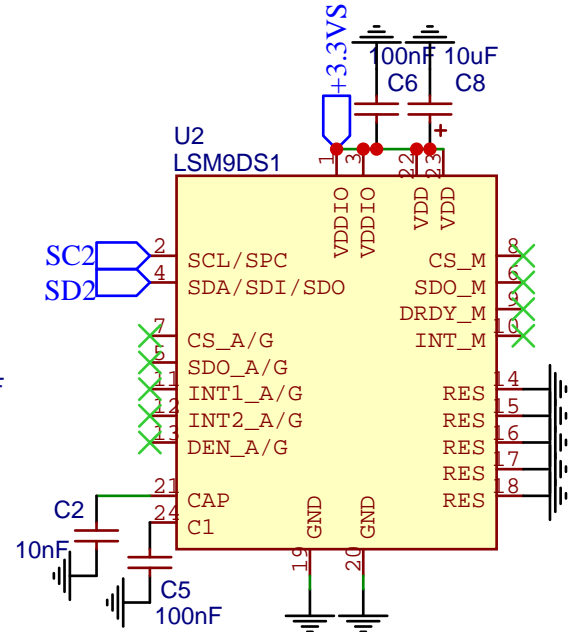 +3.3VS
100nF 10uF
C6 C8
+
U2
LSM9DS1
1 3 22 23
VDDIO VDDIO VDD VDD
SC2 2 SCL/SPC CS_M 8
SD2 4 SDA/SDI/SDO SDO_M 6
DRDY_M 9
7 CS_A/G INT_M 10
5 SDO_A/G
11 INT1_A/G RES 14
12 INT2_A/G RES 15
13 DEN_A/G RES 16
RES 17
21 CAP RES 18
C2
24 C1
10nF
GND GND
19 20
C5
100nF